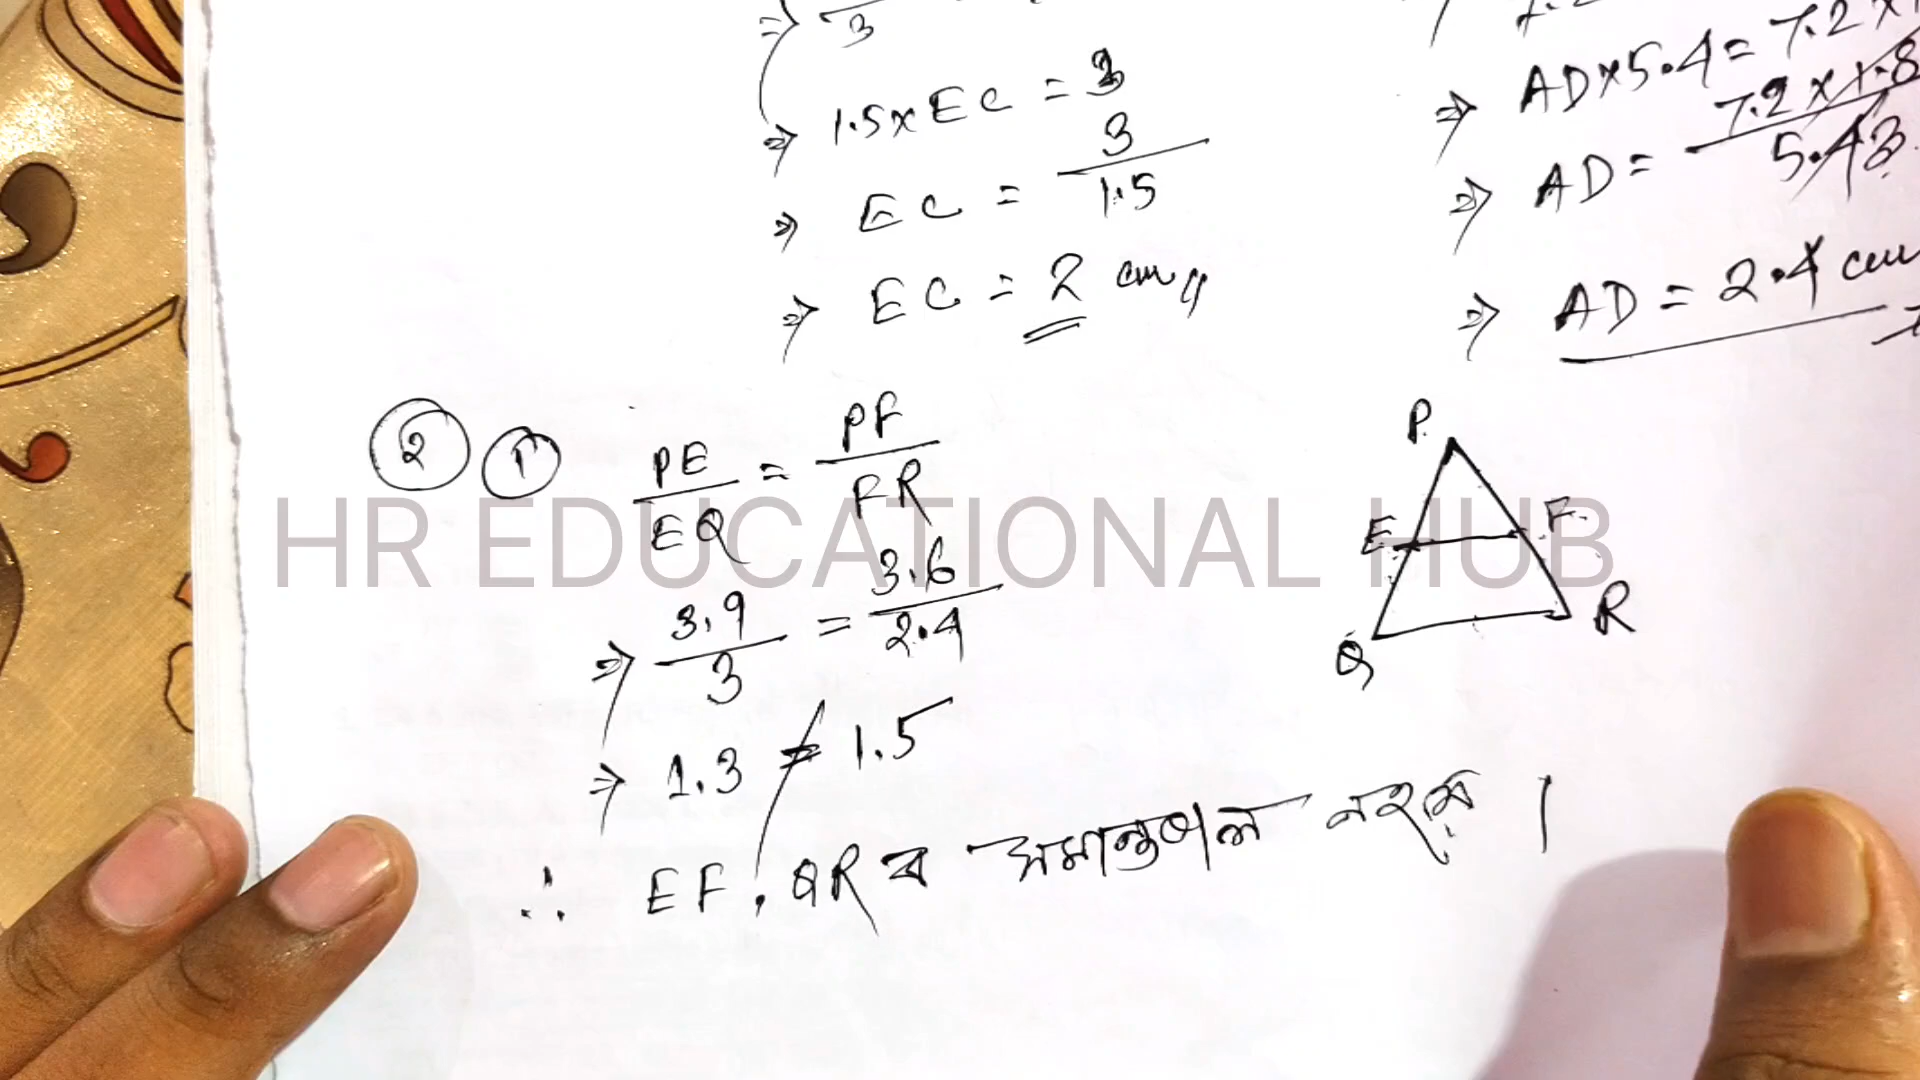 3
⇒ 1.5×EC = 3
⇒ EC = 3/1.5
⇒ EC = 2 cm
AD×5.4 = 7.2×
⇒ AD = 7.2×1.8/5.43
⇒ AD = 2.4 cm
② ① PE/EQ = PF/FR
⇒ 3.9/3 = 3.6/2.4
⇒ 1.3 ≠ 1.5
∴ EF, QR ৰ সমান্তৰাল নহয় ।
P
E F
Q R
HR EDUCATIONAL HUB